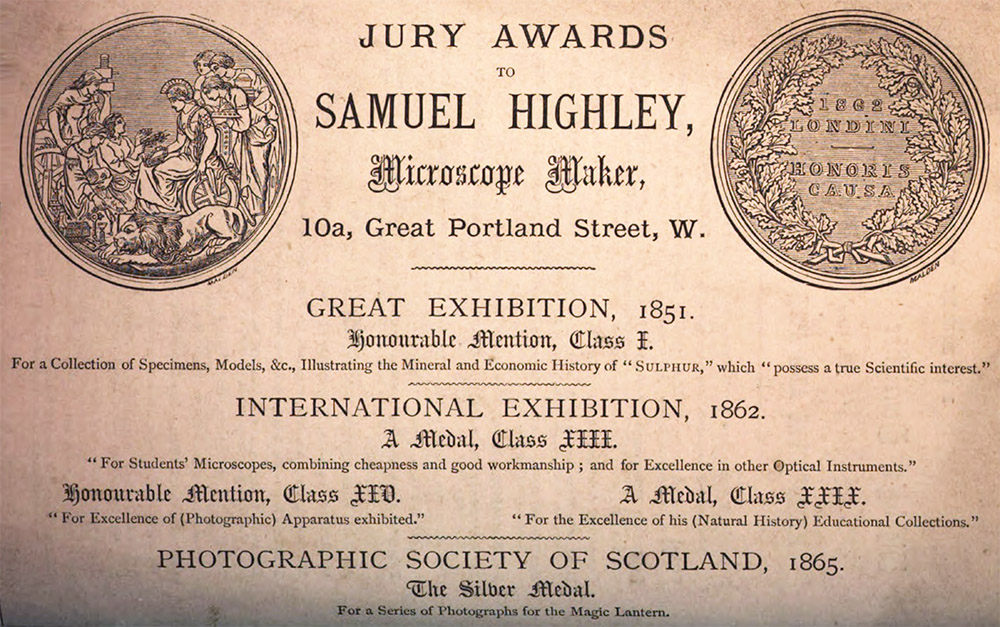 JURY AWARDS
TO
SAMUEL HIGHLEY,
Microscope Maker,
10a, Great Portland Street, W.
1862
LONDINI
HONORIS
CAUSA
MALDEN
MALDEN
GREAT EXHIBITION, 1851.
Honourable Mention, Class I.
For a Collection of Specimens, Models, &c., Illustrating the Mineral and Economic History of "SULPHUR," which "possess a true Scientific interest."
INTERNATIONAL EXHIBITION, 1862.
A Medal, Class XIII.
"For Students' Microscopes, combining cheapness and good workmanship; and for Excellence in other Optical Instruments."
Honourable Mention, Class XIV.
"For Excellence of (Photographic) Apparatus exhibited."
A Medal, Class XXIX.
"For the Excellence of his (Natural History) Educational Collections."
PHOTOGRAPHIC SOCIETY OF SCOTLAND, 1865.
The Silver Medal.
For a Series of Photographs for the Magic Lantern.